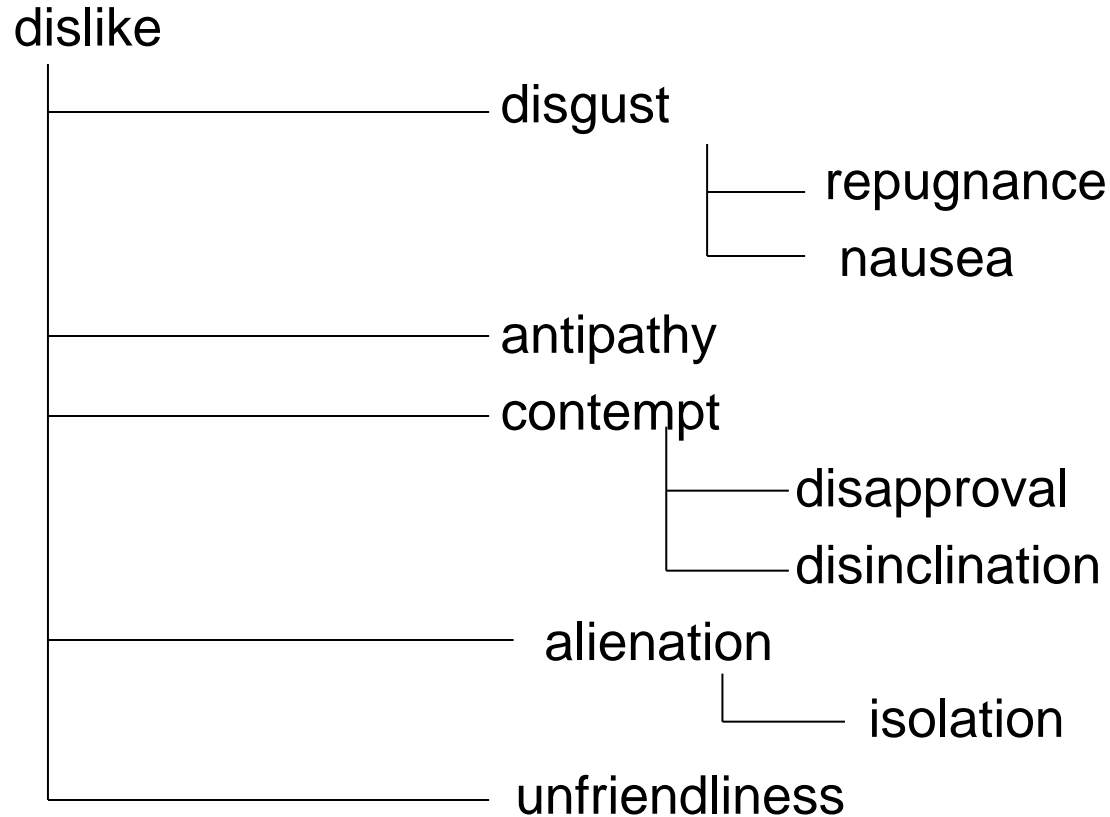 dislike
disgust
repugnance
nausea
antipathy
contempt
disapproval
disinclination
alienation
isolation
unfriendliness